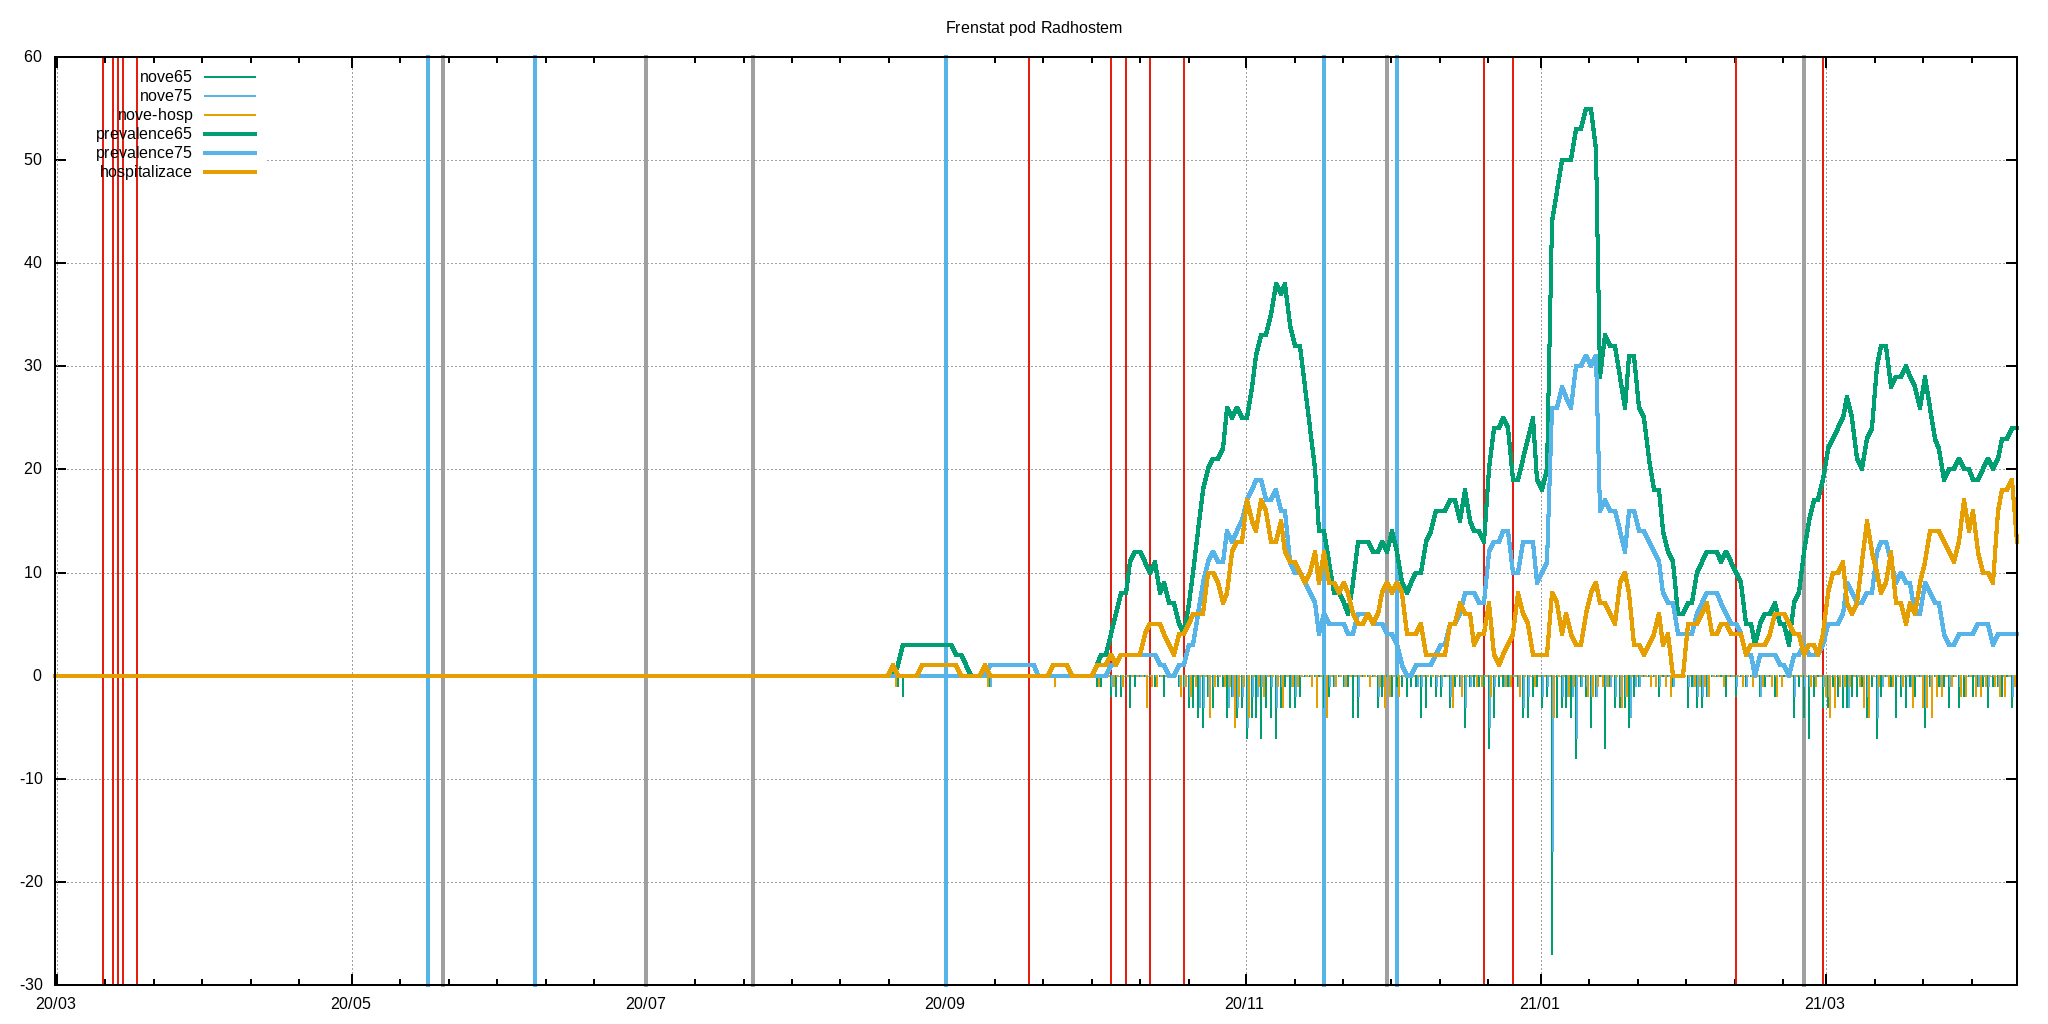 Frenstat pod Radhostem
60
50
40
30
20
10
0
-10
-20
-30
nove65
nove75
nove-hosp
prevalence65
prevalence75
hospitalizace
20/03 20/05 20/07 20/09 20/11 21/01 21/03